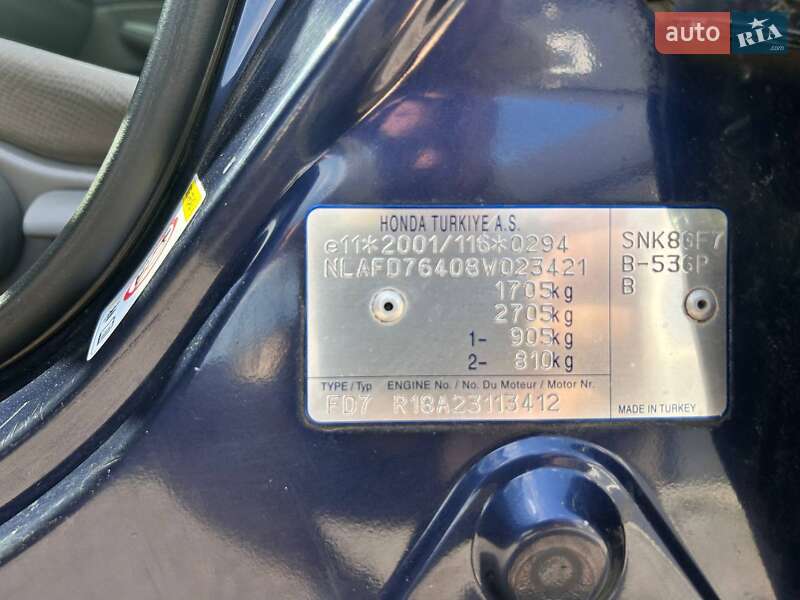 auto RIA.com
HONDA TURKIYE A.S.
e11*2001/116*0294
NLAFD76408W023421
1705kg
2705kg
1- 905kg
2- 810kg
SNK8GF7
B-536P
B
TYPE / Typ ENGINE No. / No. Du Moteur / Motor Nr.
FD7 R18A23113412
MADE IN TURKEY